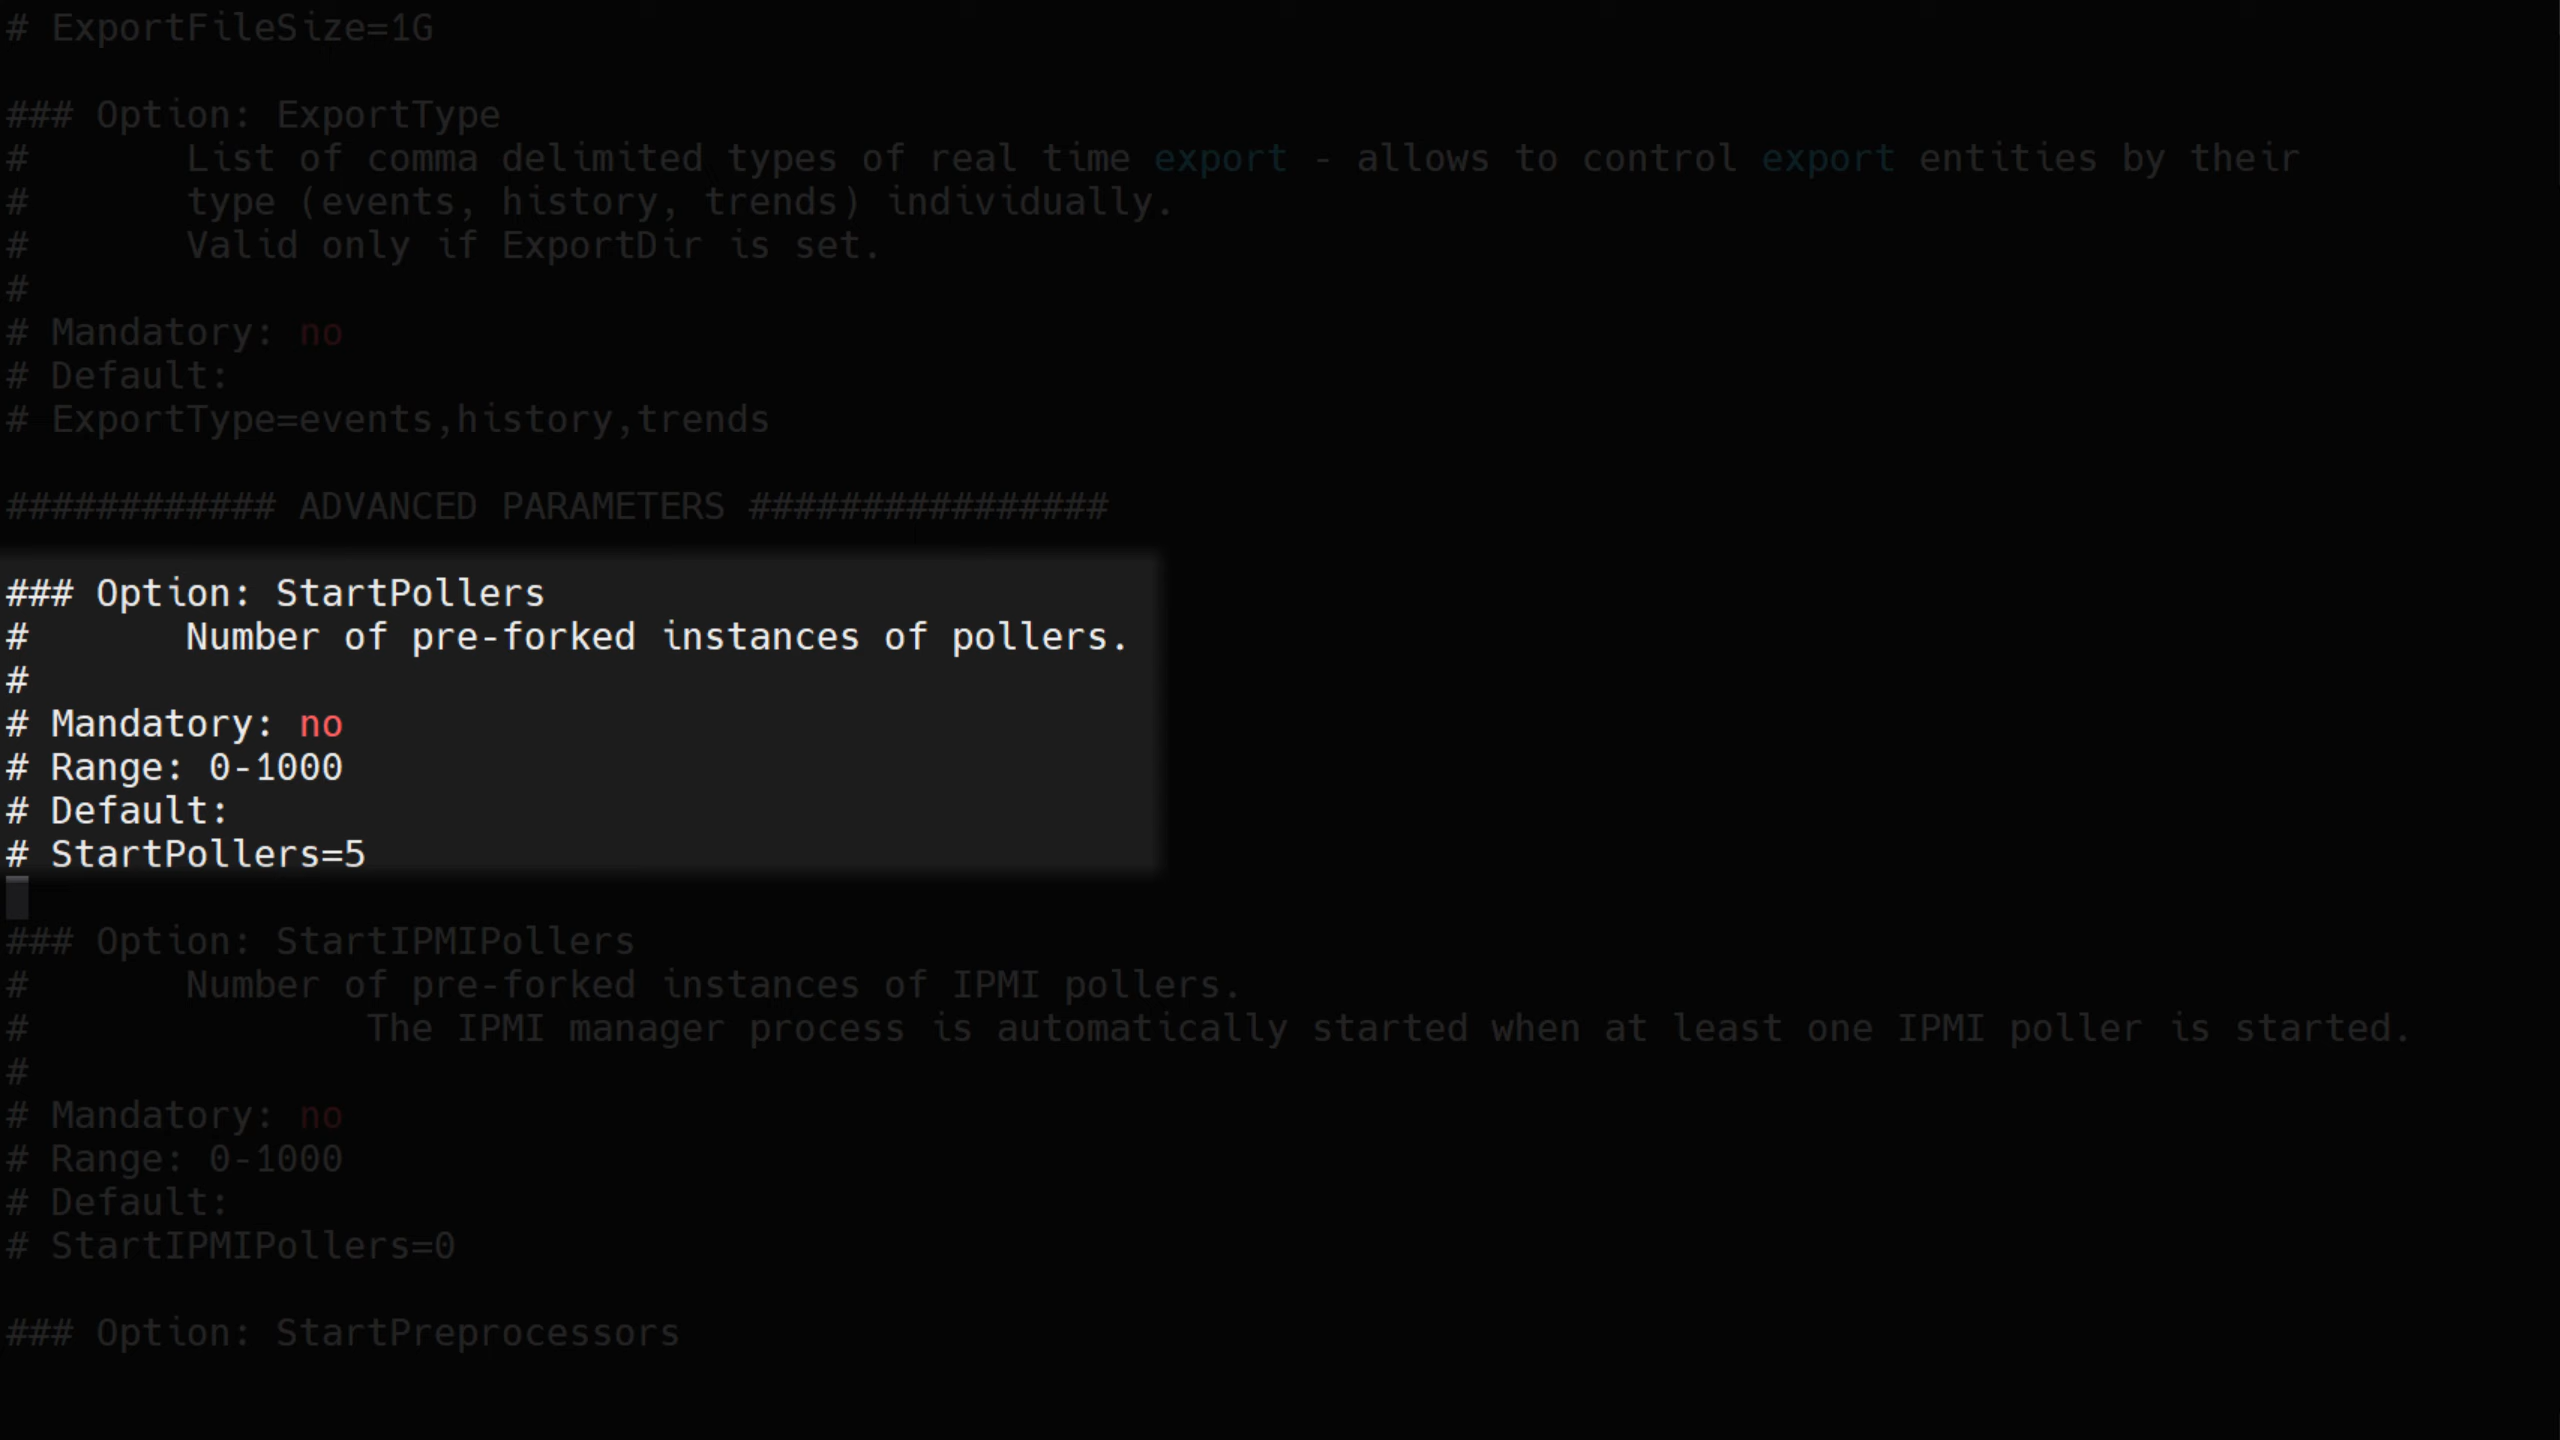 # ExportFileSize=1G
### Option: ExportType
#       List of comma delimited types of real time export - allows to control export entities by their
#       type (events, history, trends) individually.
#       Valid only if ExportDir is set.
#
# Mandatory: no
# Default:
# ExportType=events,history,trends
############ ADVANCED PARAMETERS ################
### Option: StartPollers
#       Number of pre-forked instances of pollers.
#
# Mandatory: no
# Range: 0-1000
# Default:
# StartPollers=5
### Option: StartIPMIPollers
#       Number of pre-forked instances of IPMI pollers.
#               The IPMI manager process is automatically started when at least one IPMI poller is started.
#
# Mandatory: no
# Range: 0-1000
# Default:
# StartIPMIPollers=0
### Option: StartPreprocessors